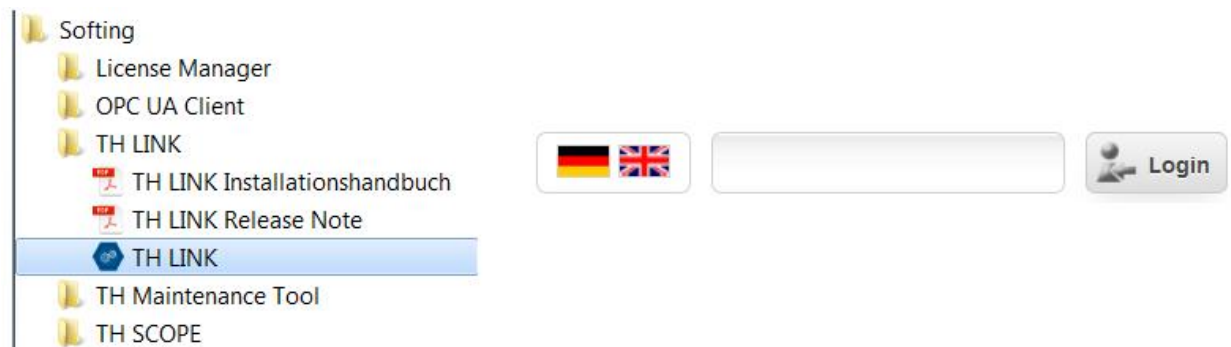 Softing
License Manager
OPC UA Client
TH LINK
TH LINK Installationshandbuch
TH LINK Release Note
TH LINK
TH Maintenance Tool
TH SCOPE
Login